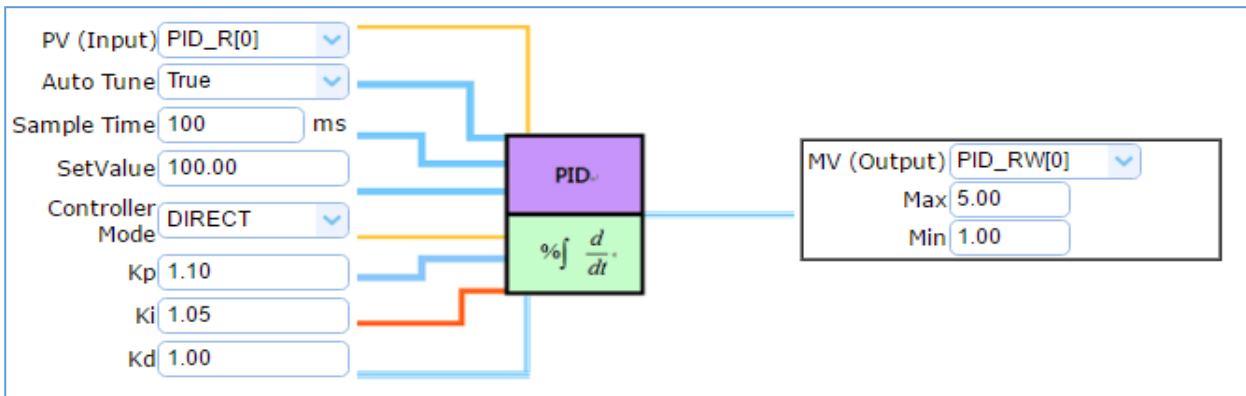 PV (Input) PID_R[0]
Auto Tune True
Sample Time 100 ms
SetValue 100.00
Controller
Mode DIRECT
Kp 1.10
Ki 1.05
Kd 1.00
PID
%∫ d/dt
MV (Output) PID_RW[0]
Max 5.00
Min 1.00